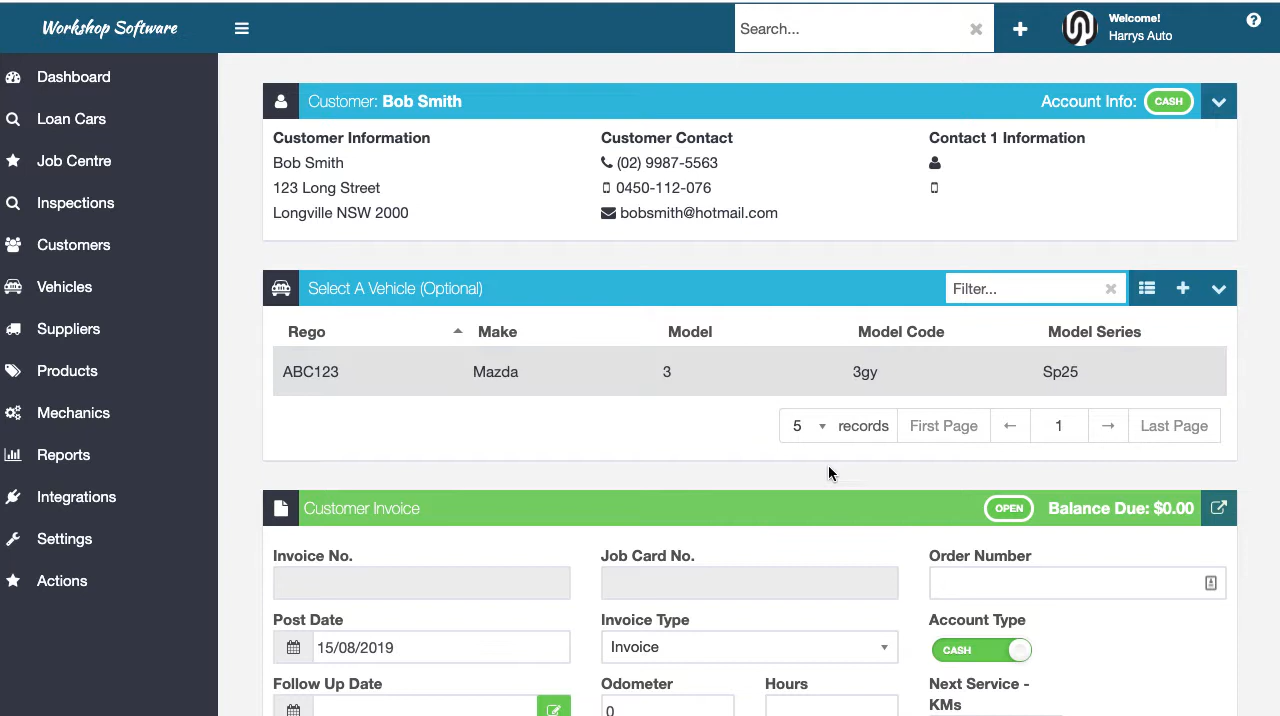 Workshop Software
Search...
Welcome!
Harrys Auto
Dashboard
Loan Cars
Job Centre
Inspections
Customers
Vehicles
Suppliers
Products
Mechanics
Reports
Integrations
Settings
Actions
Customer: Bob Smith
Account Info: CASH
Customer Information
Bob Smith
123 Long Street
Longville NSW 2000
Customer Contact
(02) 9987-5563
0450-112-076
bobsmith@hotmail.com
Contact 1 Information
Select A Vehicle (Optional)
Filter...
Rego Make Model Model Code Model Series
ABC123 Mazda 3 3gy Sp25
5 records First Page ← 1 → Last Page
Customer Invoice
OPEN
Balance Due: $0.00
Invoice No. Job Card No. Order Number
Post Date Invoice Type Account Type
15/08/2019 Invoice CASH
Follow Up Date Odometer Hours Next Service -
KMs
0